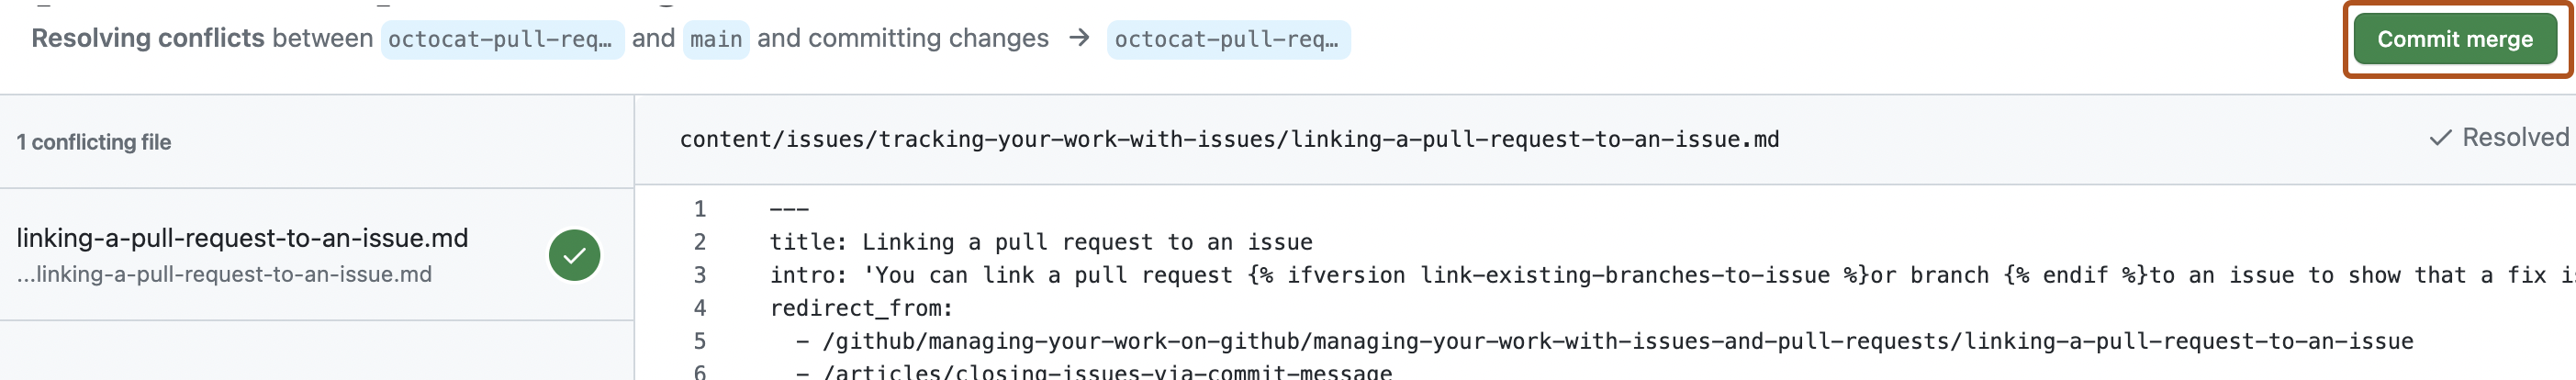 Resolving conflicts between octocat-pull-req… and main and committing changes → octocat-pull-req…
Commit merge
1 conflicting file
content/issues/tracking-your-work-with-issues/linking-a-pull-request-to-an-issue.md
Resolved
linking-a-pull-request-to-an-issue.md
...linking-a-pull-request-to-an-issue.md
1 ---
2 title: Linking a pull request to an issue
3 intro: 'You can link a pull request {% ifversion link-existing-branches-to-issue %}or branch {% endif %}to an issue to show that a fix i
4 redirect_from:
5 - /github/managing-your-work-on-github/managing-your-work-with-issues-and-pull-requests/linking-a-pull-request-to-an-issue
6 - /articles/closing-issues-via-commit-message